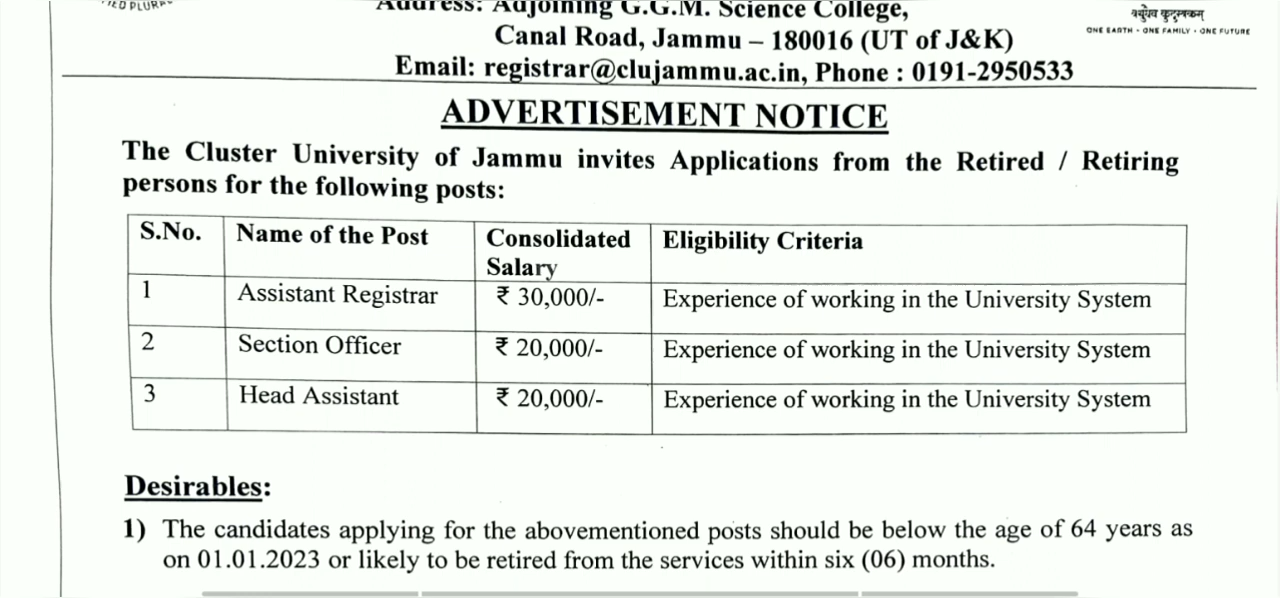 Address: Adjoining G.G.M. Science College,
Canal Road, Jammu – 180016 (UT of J&K)
Email: registrar@clujammu.ac.in, Phone : 0191-2950533
ONE EARTH • ONE FAMILY • ONE FUTURE
ADVERTISEMENT NOTICE
The Cluster University of Jammu invites Applications from the Retired / Retiring
persons for the following posts:
S.No. Name of the Post Consolidated Salary Eligibility Criteria
1 Assistant Registrar ₹ 30,000/- Experience of working in the University System
2 Section Officer ₹ 20,000/- Experience of working in the University System
3 Head Assistant ₹ 20,000/- Experience of working in the University System
Desirables:
1) The candidates applying for the abovementioned posts should be below the age of 64 years as
on 01.01.2023 or likely to be retired from the services within six (06) months.